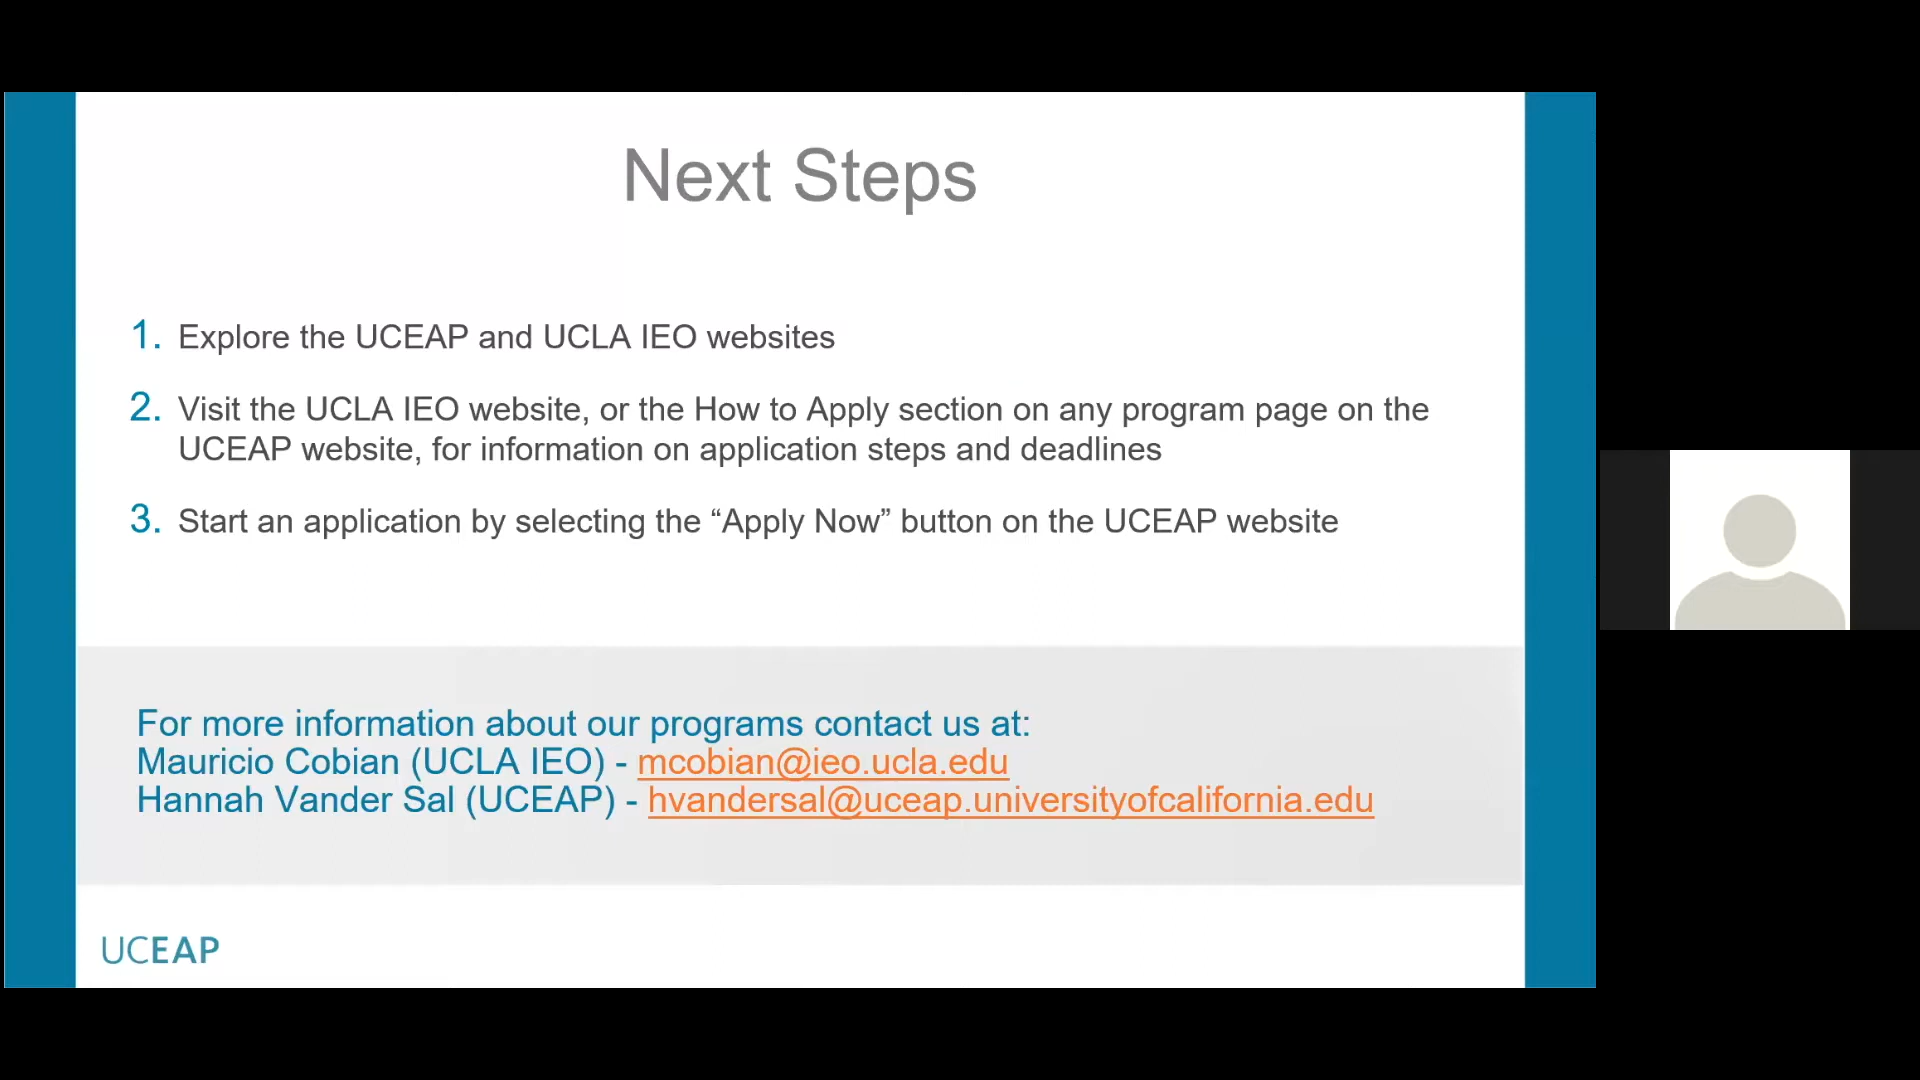 Next Steps
1. Explore the UCEAP and UCLA IEO websites
2. Visit the UCLA IEO website, or the How to Apply section on any program page on the
UCEAP website, for information on application steps and deadlines
3. Start an application by selecting the “Apply Now” button on the UCEAP website
For more information about our programs contact us at:
Mauricio Cobian (UCLA IEO) - mcobian@ieo.ucla.edu
Hannah Vander Sal (UCEAP) - hvandersal@uceap.universityofcalifornia.edu
UCEAP